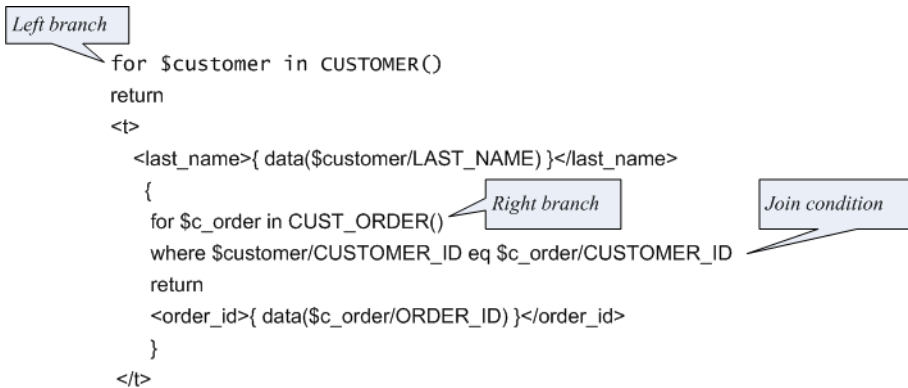 Left branch
for $customer in CUSTOMER()
return
<t>
<last_name>{ data($customer/LAST_NAME) }</last_name>
{
for $c_order in CUST_ORDER()
Right branch
Join condition
where $customer/CUSTOMER_ID eq $c_order/CUSTOMER_ID
return
<order_id>{ data($c_order/ORDER_ID) }</order_id>
}
</t>